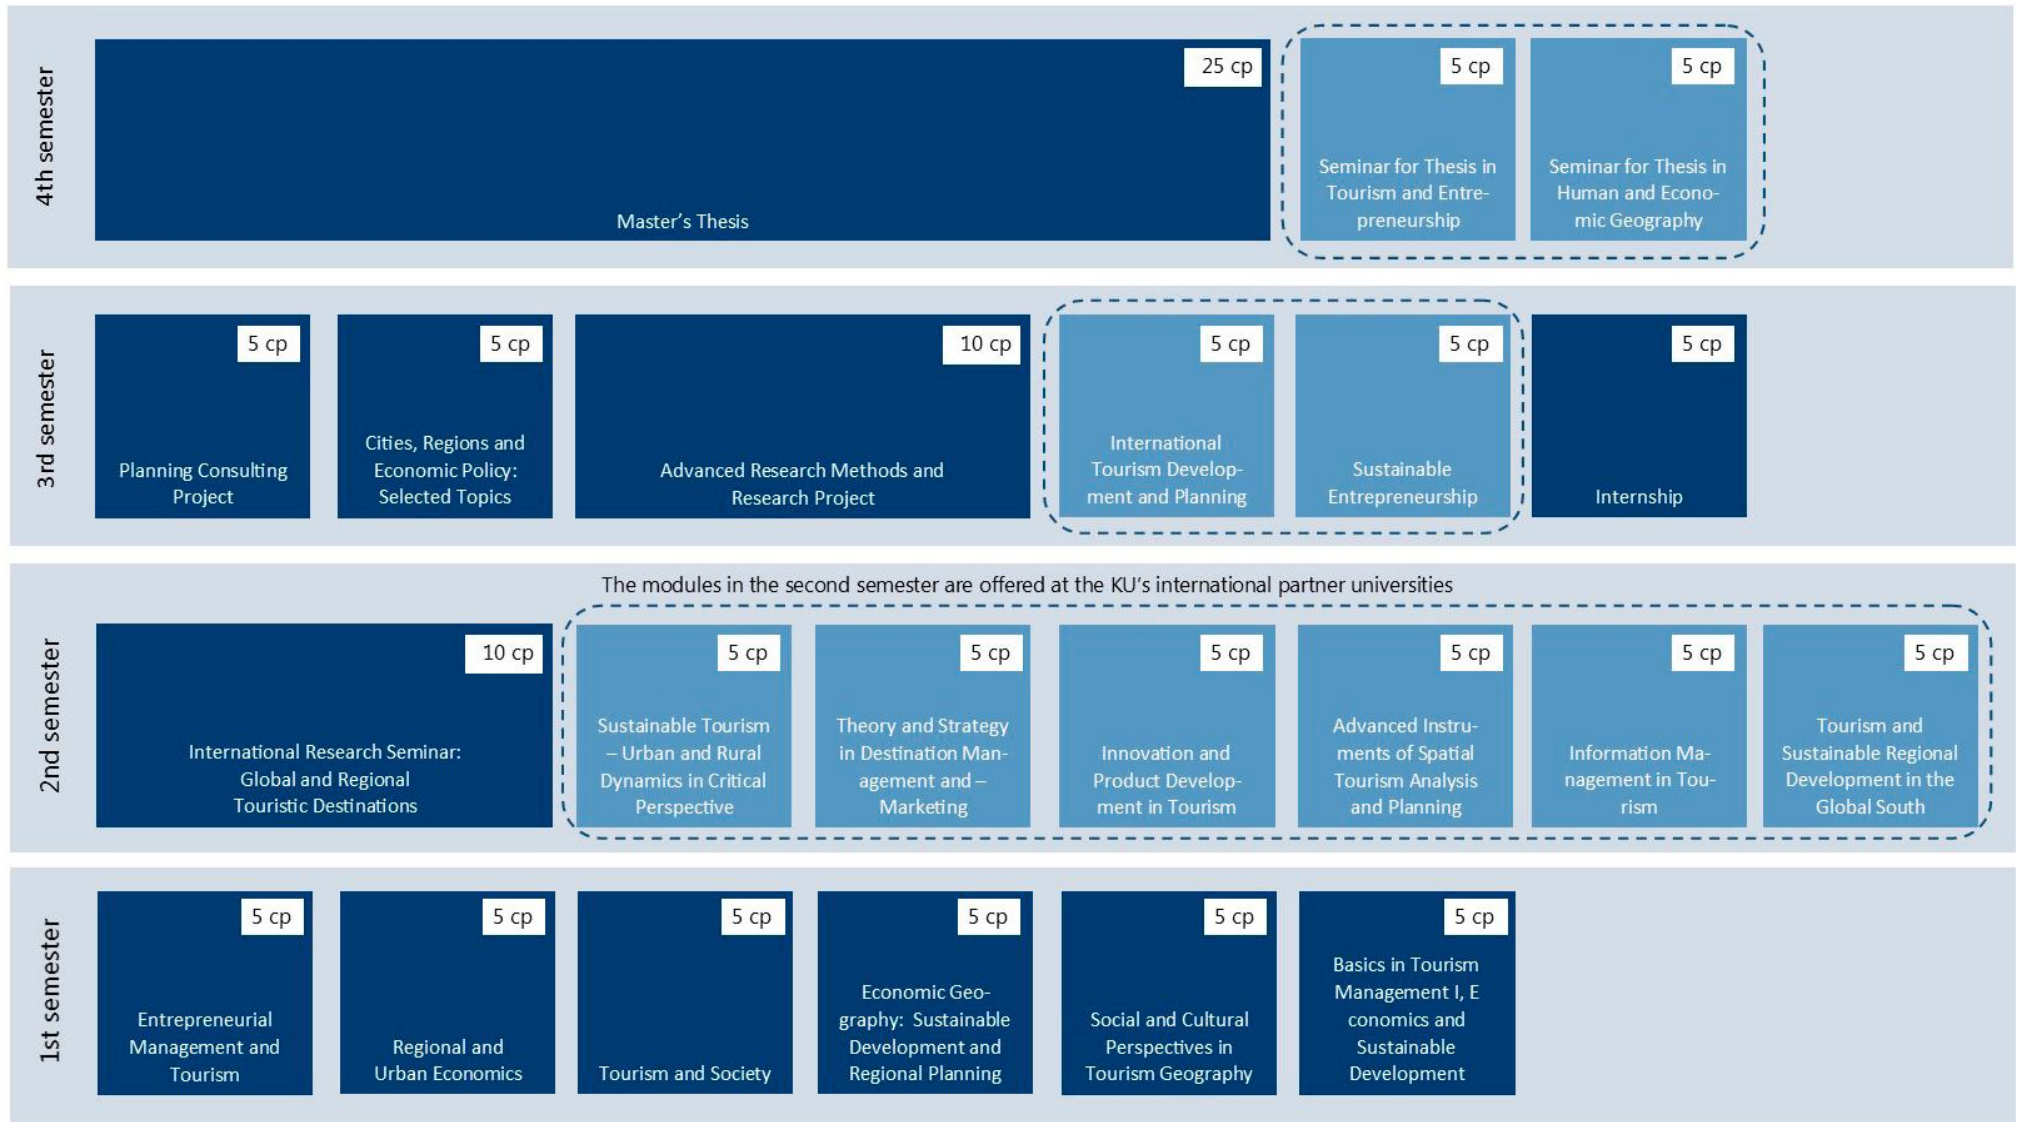 4th semester
25 cp
Master's Thesis
5 cp
Seminar for Thesis in
Tourism and Entre-
preneurship
5 cp
Seminar for Thesis in
Human and Econo-
mic Geography
3rd semester
5 cp
Planning Consulting
Project
5 cp
Cities, Regions and
Economic Policy:
Selected Topics
10 cp
Advanced Research Methods and
Research Project
5 cp
International
Tourism Develop-
ment and Planning
5 cp
Sustainable
Entrepreneurship
5 cp
Internship
The modules in the second semester are offered at the KU's international partner universities
2nd semester
10 cp
International Research Seminar:
Global and Regional
Touristic Destinations
5 cp
Sustainable Tourism
– Urban and Rural
Dynamics in Critical
Perspective
5 cp
Theory and Strategy
in Destination Man-
agement and –
Marketing
5 cp
Innovation and
Product Develop-
ment in Tourism
5 cp
Advanced Instru-
ments of Spatial
Tourism Analysis
and Planning
5 cp
Information Ma-
nagement in Tou-
rism
5 cp
Tourism and
Sustainable Regional
Development in the
Global South
1st semester
5 cp
Entrepreneurial
Management and
Tourism
5 cp
Regional and
Urban Economics
5 cp
Tourism and Society
5 cp
Economic Geo-
graphy: Sustainable
Development and
Regional Planning
5 cp
Social and Cultural
Perspectives in
Tourism Geography
5 cp
Basics in Tourism
Management I, E
conomics and
Sustainable
Development